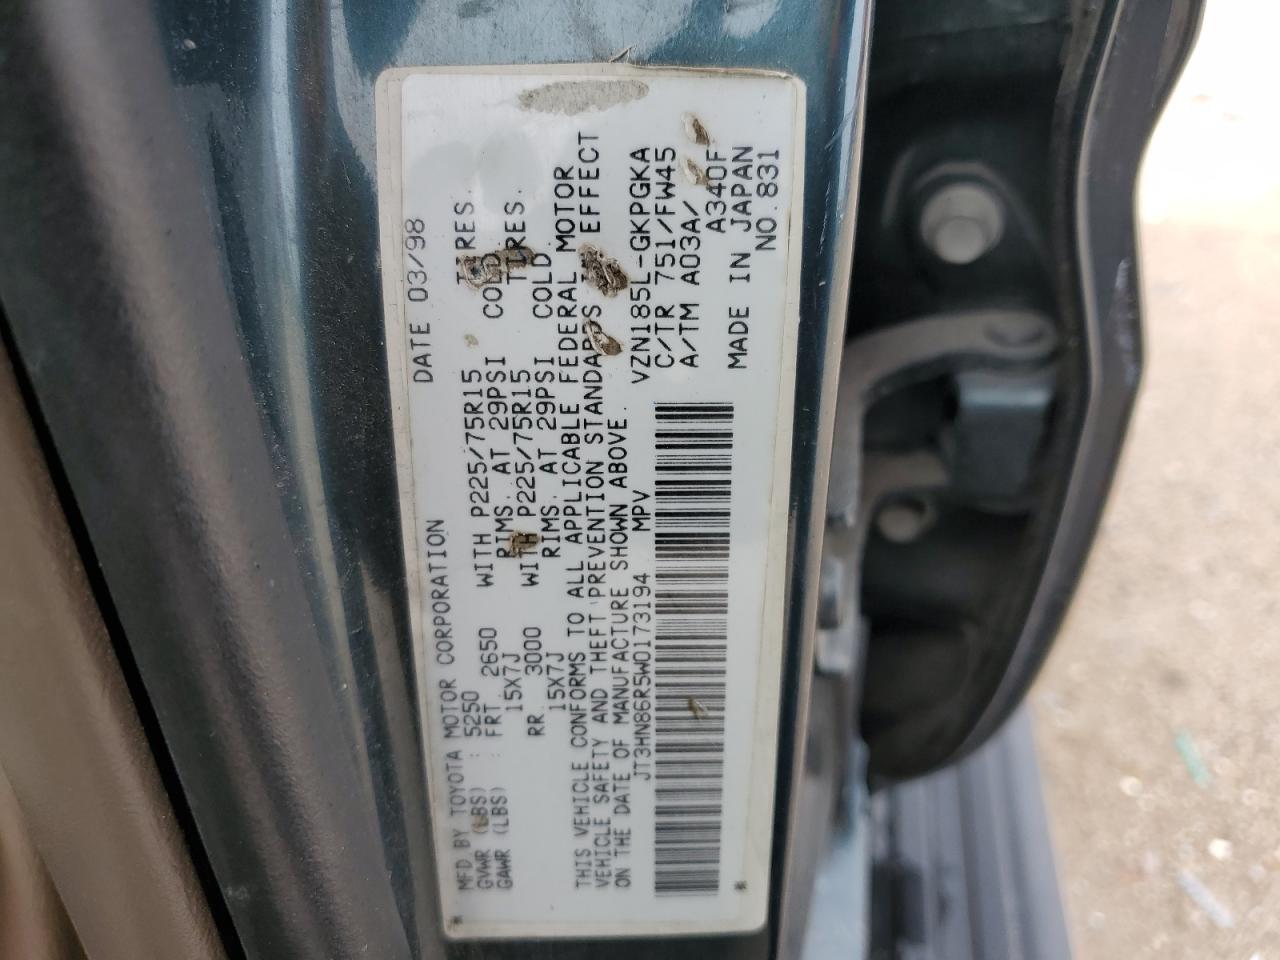 MFD BY TOYOTA MOTOR CORPORATION DATE 03/98
GVWR (LBS) : 5250 WITH P225/75R15 TIRES.
GAWR (LBS) : FRT. 2650 RIMS. AT 29PSI COLD
15X7J WITH P225/75R15 TIRES.
RR. 3000 RIMS. AT 29PSI COLD
15X7J
THIS VEHICLE CONFORMS TO ALL APPLICABLE FEDERAL MOTOR
VEHICLE SAFETY AND THEFT PREVENTION STANDARDS IN EFFECT
ON THE DATE OF MANUFACTURE SHOWN ABOVE.
JT3HN86R5W0173194 MPV
VZN185L-GKPGKA
C/TR 751/FW45
A/TM A03A/
A340F
MADE IN JAPAN
NO.831
* *